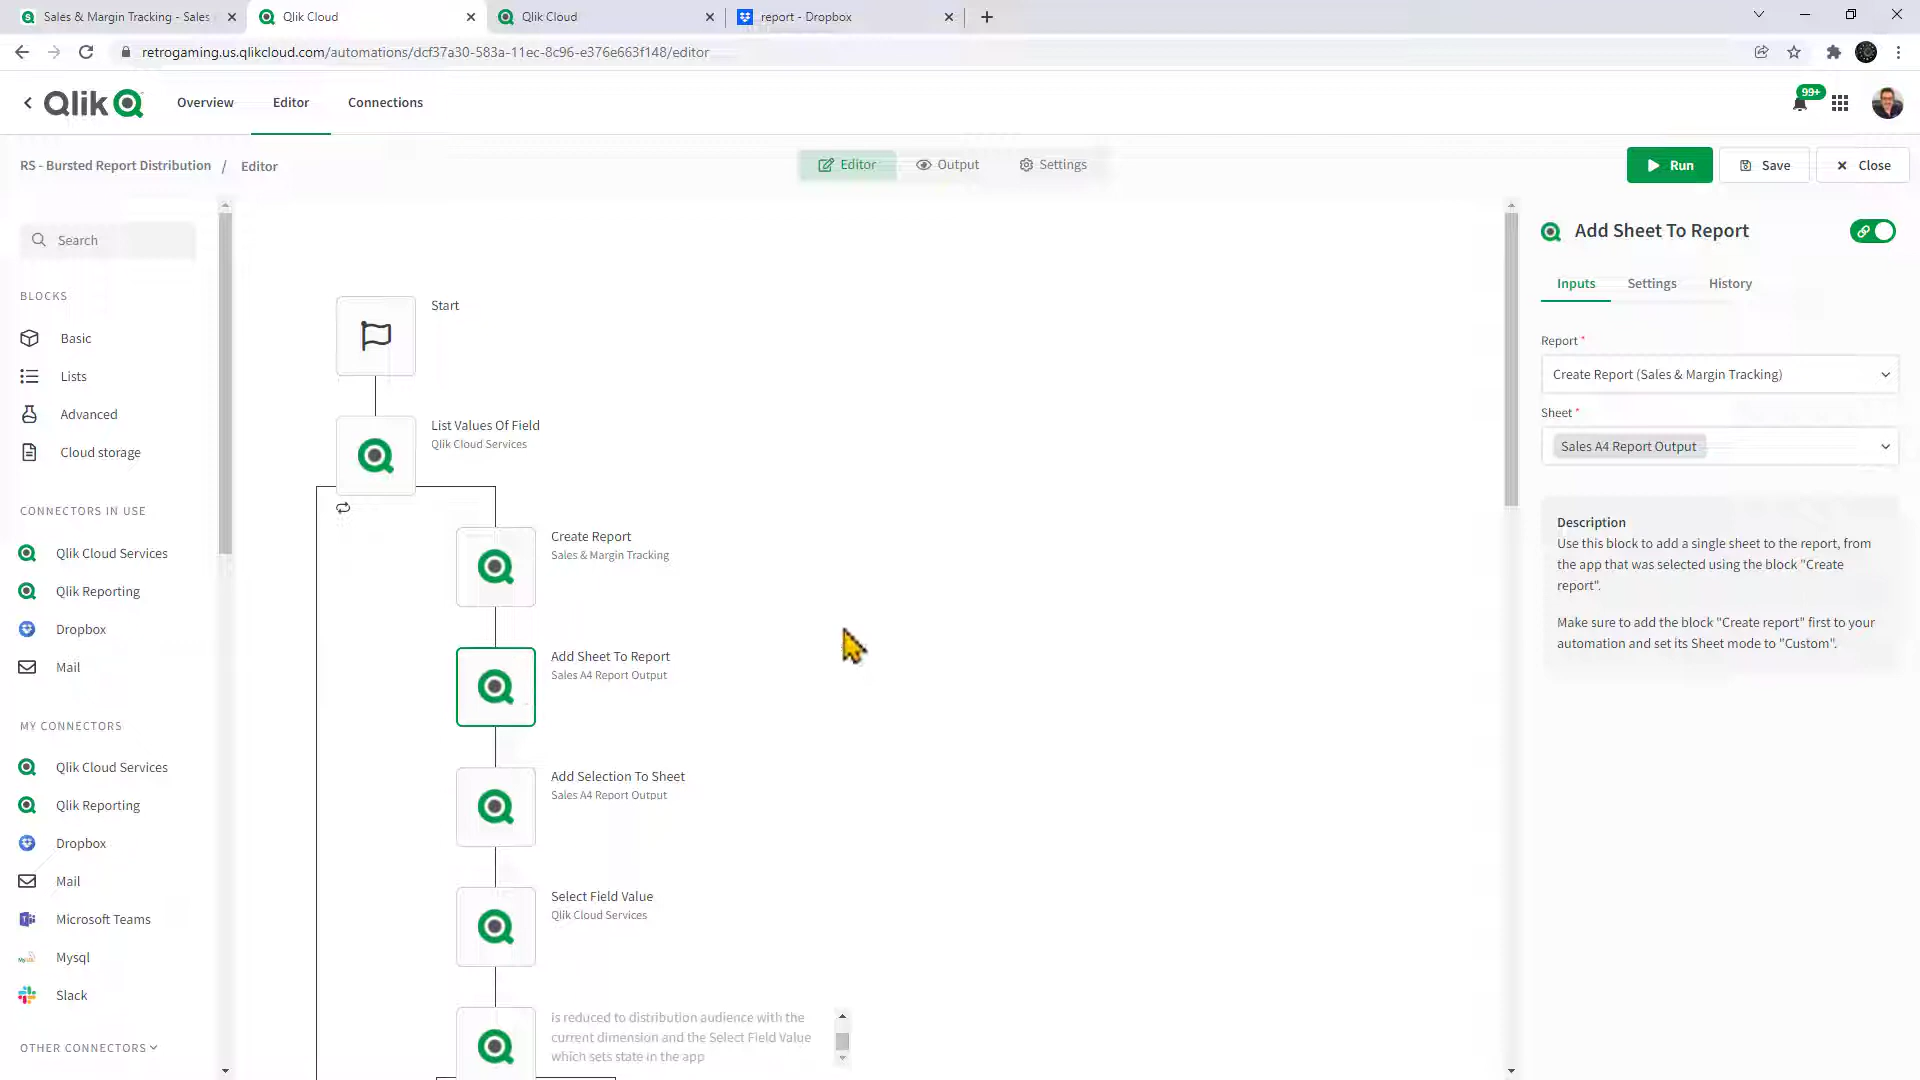 Sales & Margin Tracking - Sales
Qlik Cloud
Qlik Cloud
report - Dropbox
retrogaming.us.qlikcloud.com/automations/dcf37a30-583a-11ec-8c96-e376e663f148/editor
Qlik
Overview
Editor
Connections
99+
RS - Bursted Report Distribution / Editor
Editor
Output
Settings
Run
Save
Close
Search
BLOCKS
Basic
Lists
Advanced
Cloud storage
CONNECTORS IN USE
Qlik Cloud Services
Qlik Reporting
Dropbox
Mail
MY CONNECTORS
Qlik Cloud Services
Qlik Reporting
Dropbox
Mail
Microsoft Teams
Mysql
Slack
OTHER CONNECTORS
Start
List Values Of Field
Qlik Cloud Services
Create Report
Sales & Margin Tracking
Add Sheet To Report
Sales A4 Report Output
Add Selection To Sheet
Sales A4 Report Output
Select Field Value
Qlik Cloud Services
is reduced to distribution audience with the
current dimension and the Select Field Value
which sets state in the app
Add Sheet To Report
Inputs
Settings
History
Report *
Create Report (Sales & Margin Tracking)
Sheet *
Sales A4 Report Output
Description
Use this block to add a single sheet to the report, from
the app that was selected using the block "Create
report".
Make sure to add the block "Create report" first to your
automation and set its Sheet mode to "Custom".